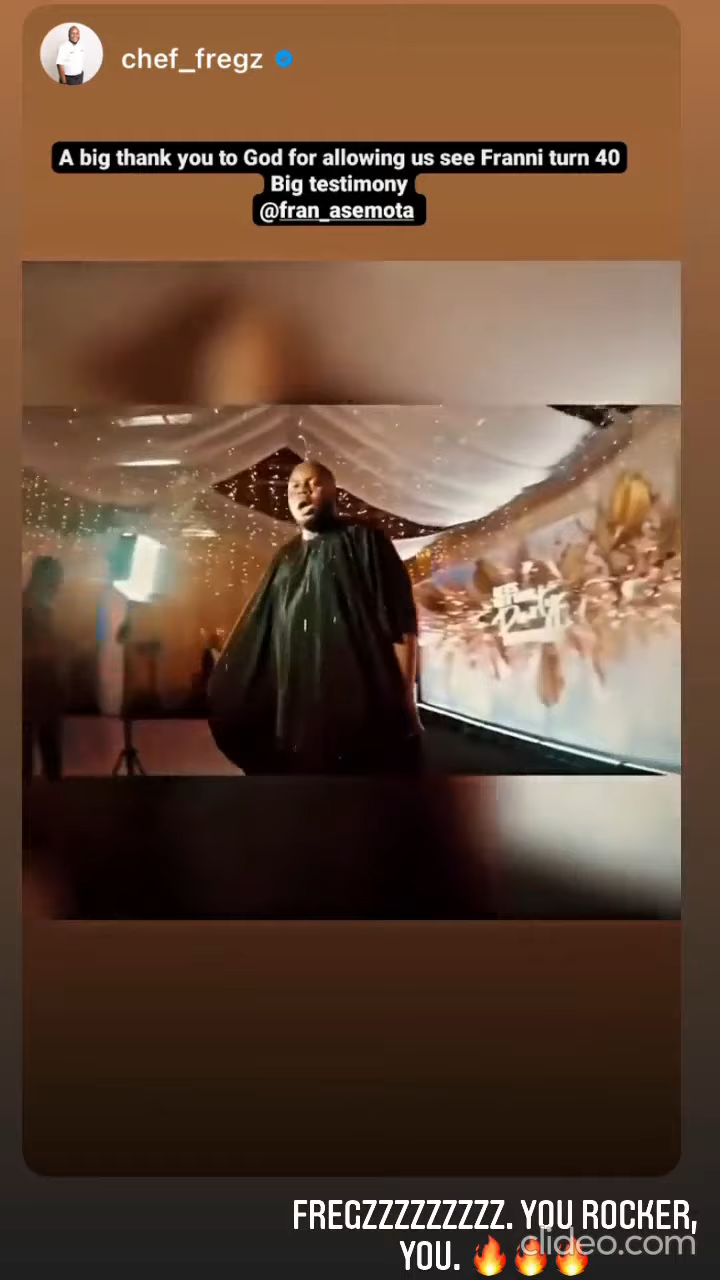 chef_fregz
A big thank you to God for allowing us see Franni turn 40
Big testimony
@fran_asemota
Party
FREGZZZZZZZZZ. YOU ROCKER,
YOU. 🔥🔥🔥
clideo.com